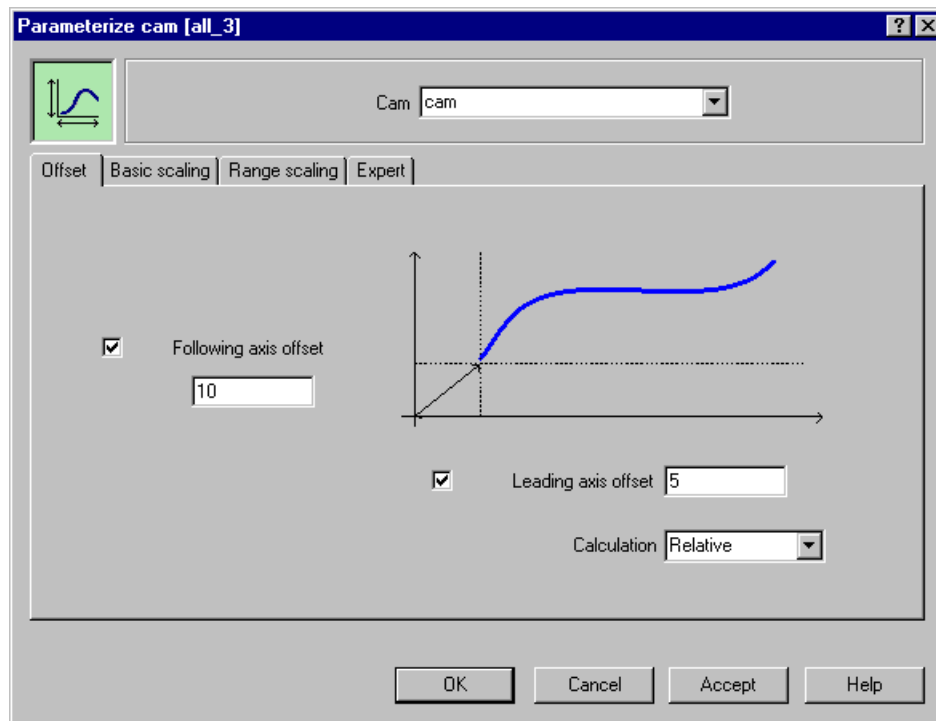 Parameterize cam [all_3]
Cam cam
Offset Basic scaling Range scaling Expert
Following axis offset
10
Leading axis offset 5
Calculation Relative
OK Cancel Accept Help